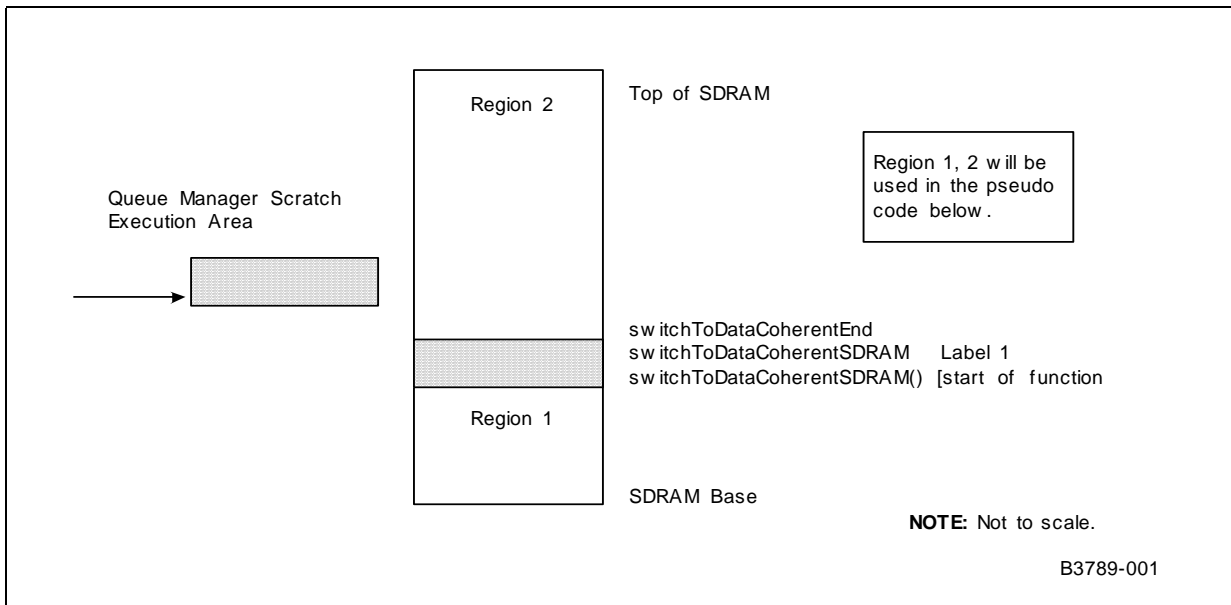 Region 2
Top of SDRAM
Region 1, 2 will be
used in the pseudo
code below.
Queue Manager Scratch
Execution Area
switchToDataCoherentEnd
switchToDataCoherentSDRAM Label 1
switchToDataCoherentSDRAM() [start of function
Region 1
SDRAM Base
NOTE: Not to scale.
B3789-001